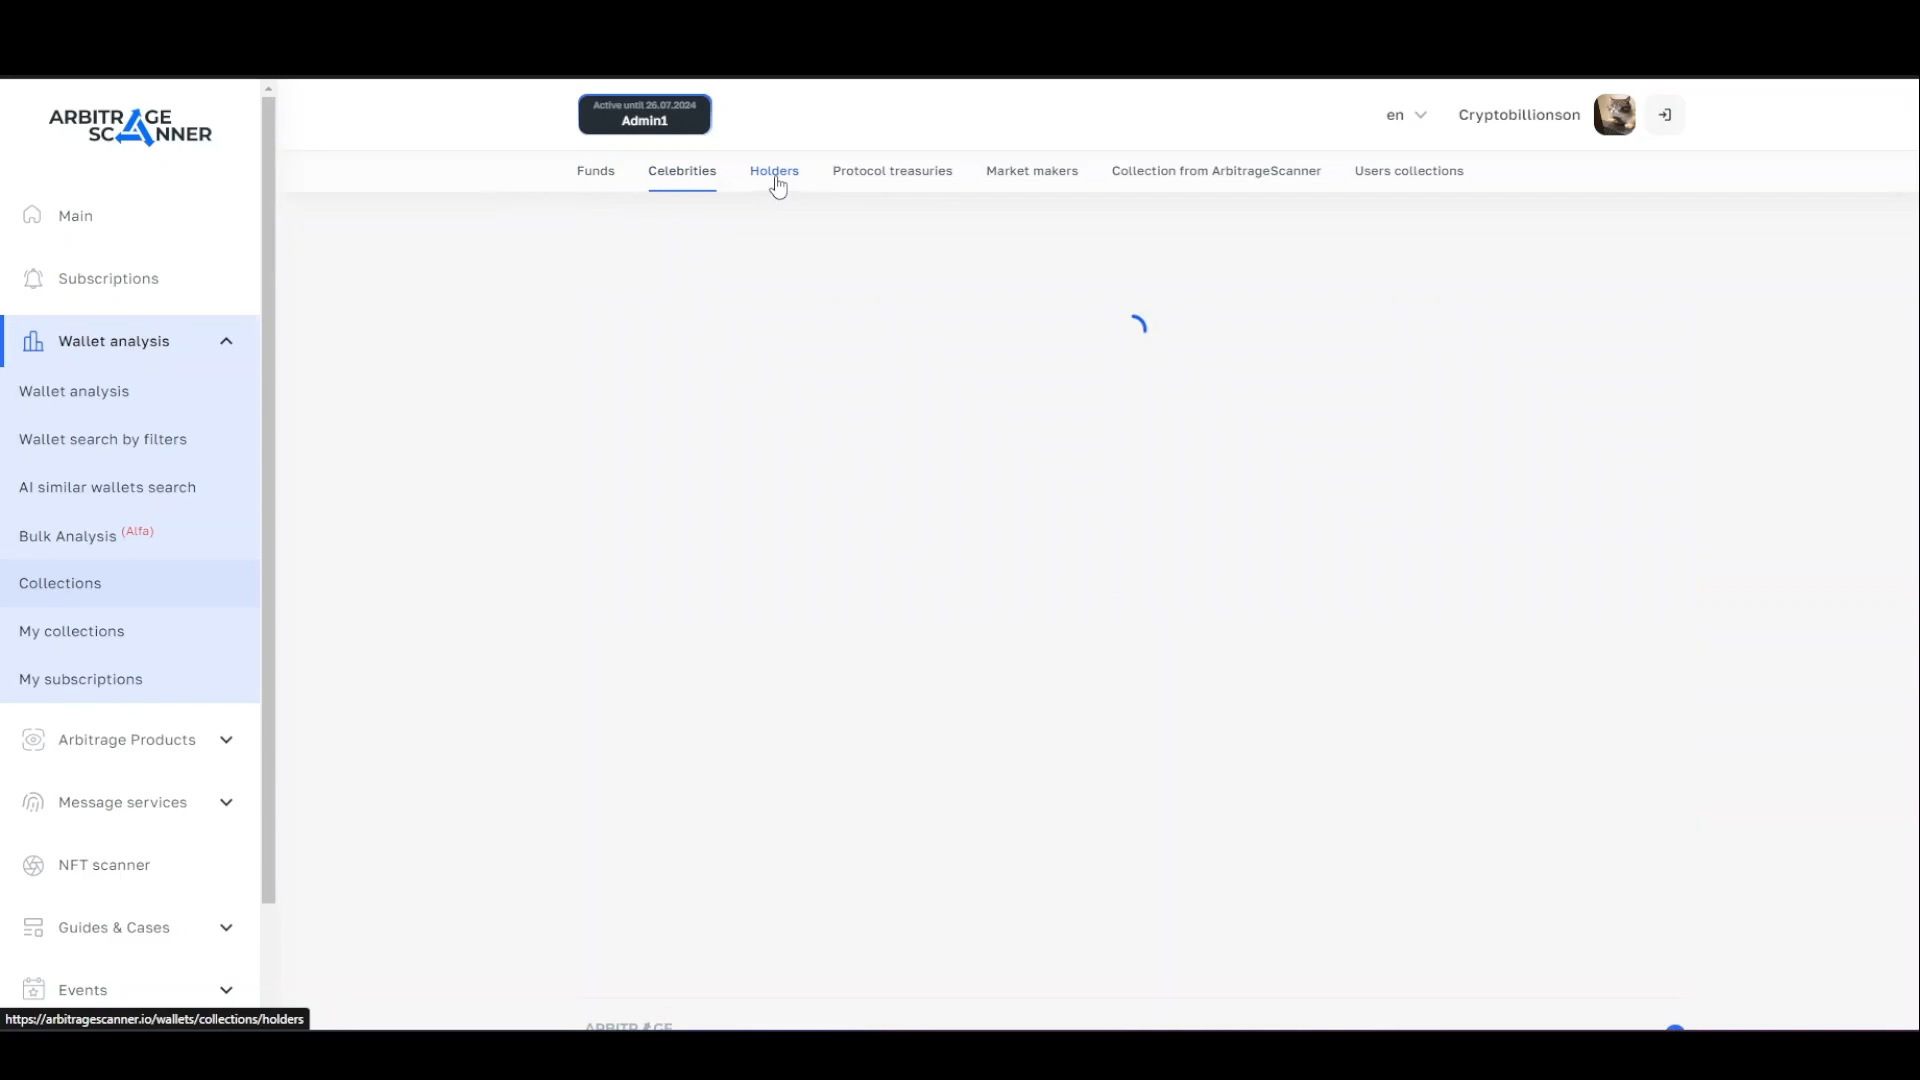 ARBITRAGE
SCANNER
Active until 26.07.2024
Admin1
en
Cryptobillionson
Funds
Celebrities
Holders
Protocol treasuries
Market makers
Collection from ArbitrageScanner
Users collections
Main
Subscriptions
Wallet analysis
Wallet analysis
Wallet search by filters
AI similar wallets search
Bulk Analysis (Alfa)
Collections
My collections
My subscriptions
Arbitrage Products
Message services
NFT scanner
Guides & Cases
Events
https://arbitragescanner.io/wallets/collections/holders
ARBITRAGE